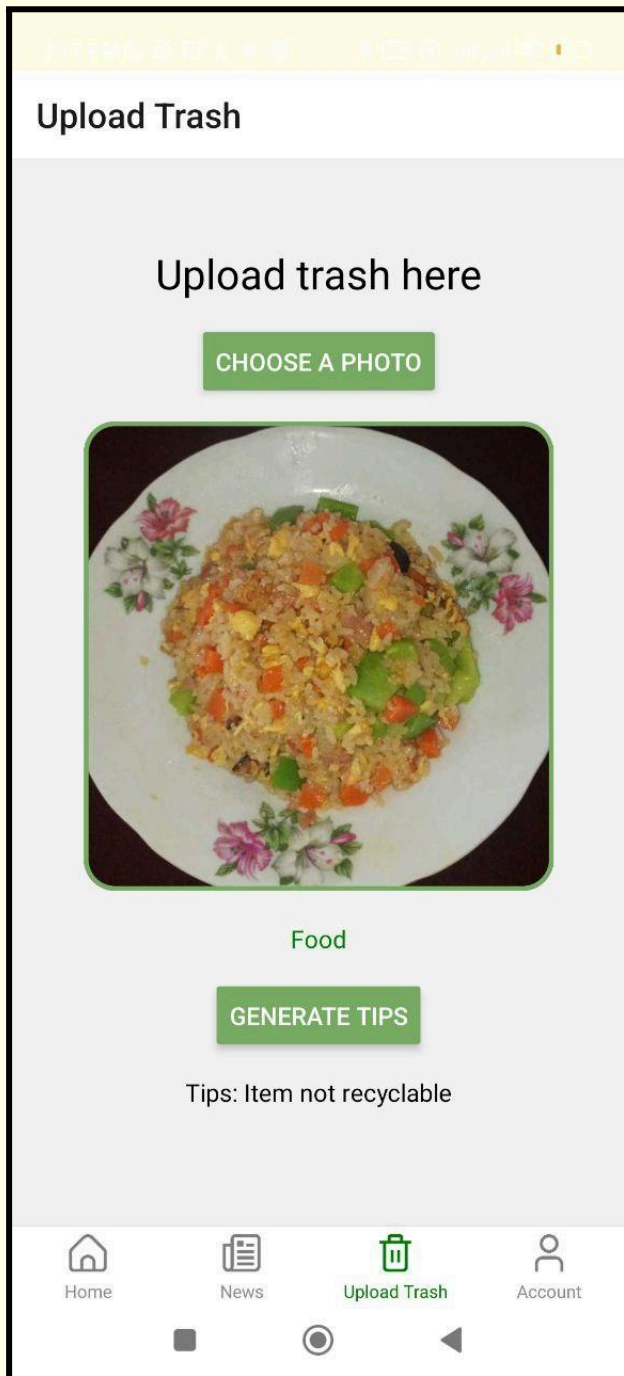 Upload Trash
Upload trash here
CHOOSE A PHOTO
Food
GENERATE TIPS
Tips: Item not recyclable
Home News Upload Trash Account